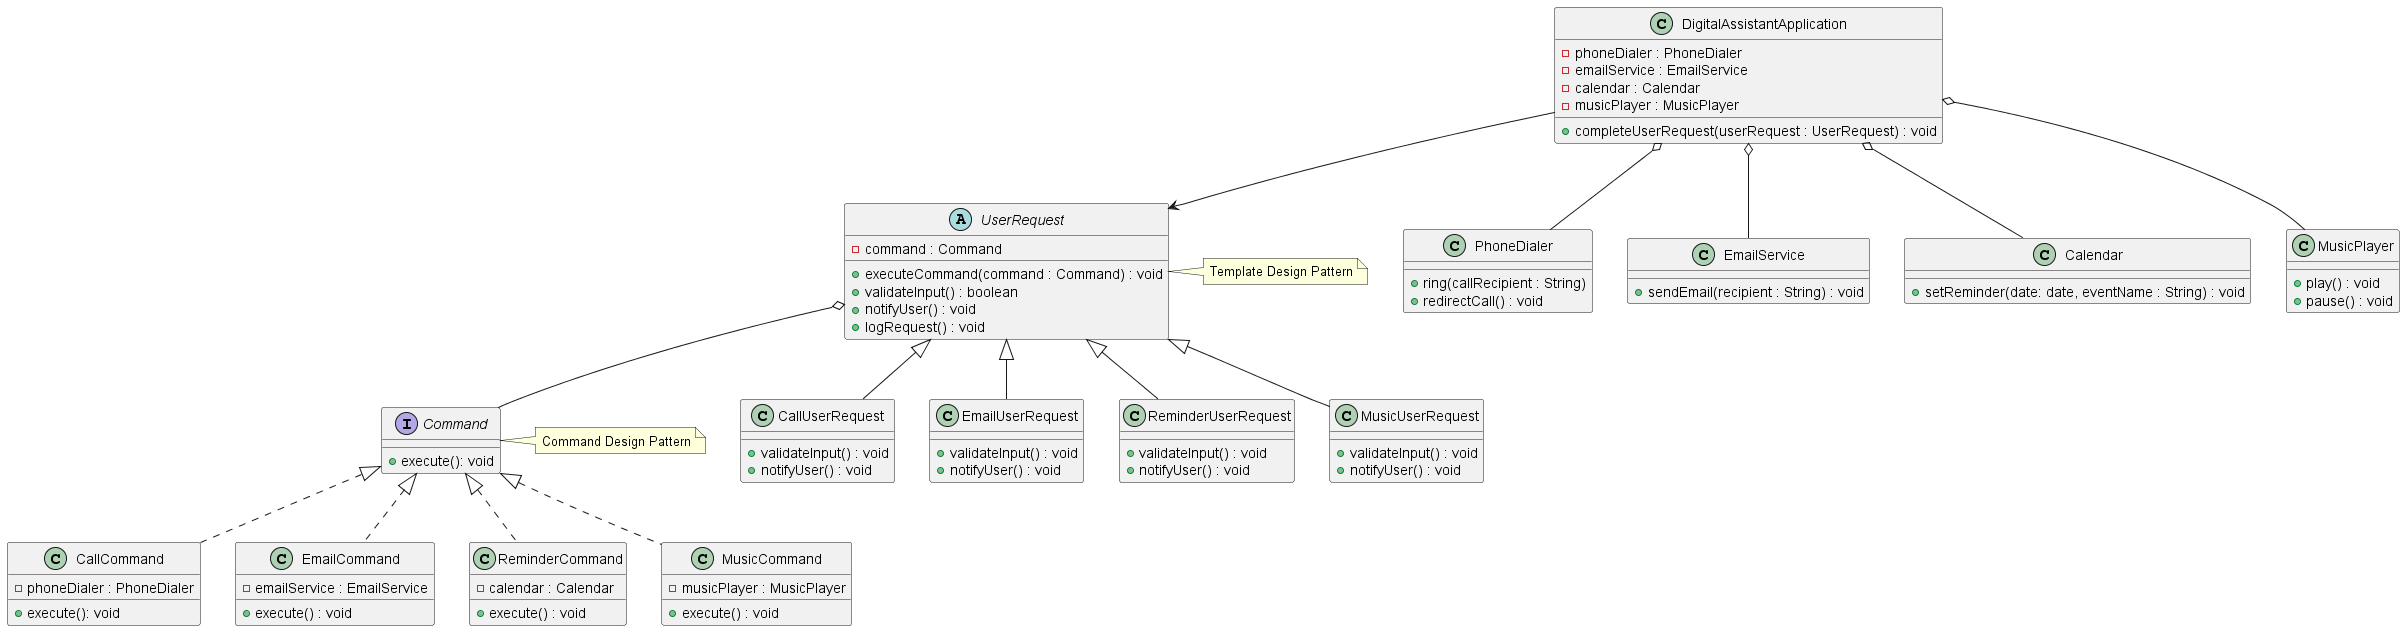 C DigitalAssistantApplication
phoneDialer : PhoneDialer
emailService : EmailService
calendar : Calendar
musicPlayer : MusicPlayer
completeUserRequest(userRequest : UserRequest) : void
A UserRequest
command : Command
executeCommand(command : Command) : void
validateInput() : boolean
notifyUser() : void
logRequest() : void
Template Design Pattern
C PhoneDialer
ring(callRecipient : String)
redirectCall() : void
C EmailService
sendEmail(recipient : String) : void
C Calendar
setReminder(date: date, eventName : String) : void
C MusicPlayer
play() : void
pause() : void
I Command
execute(): void
Command Design Pattern
C CallUserRequest
validateInput() : void
notifyUser() : void
C EmailUserRequest
validateInput() : void
notifyUser() : void
C ReminderUserRequest
validateInput() : void
notifyUser() : void
C MusicUserRequest
validateInput() : void
notifyUser() : void
C CallCommand
phoneDialer : PhoneDialer
execute(): void
C EmailCommand
emailService : EmailService
execute() : void
C ReminderCommand
calendar : Calendar
execute() : void
C MusicCommand
musicPlayer : MusicPlayer
execute() : void